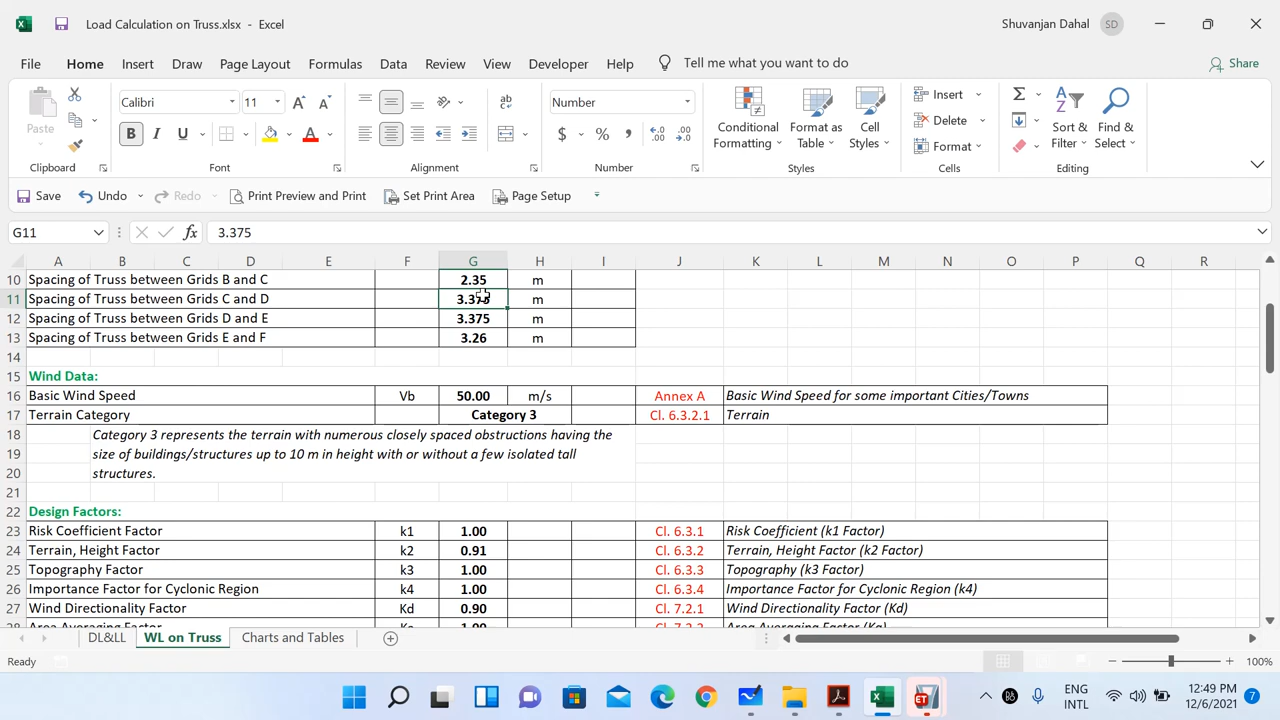 Load Calculation on Truss.xlsx - Excel
Shuvanjan Dahal SD
File Home Insert Draw Page Layout Formulas Data Review View Developer Help Tell me what you want to do Share
Paste
Calibri 11
B I U
Number
Conditional Formatting
Format as Table
Cell Styles
Insert
Delete
Format
Sort & Filter
Find & Select
Clipboard Font Alignment Number Styles Cells Editing
Save Undo Redo Print Preview and Print Set Print Area Page Setup
G11 fx 3.375
A B C D E F G H I J K L M N O P Q R
10 Spacing of Truss between Grids B and C 2.35 m
11 Spacing of Truss between Grids C and D 3.375 m
12 Spacing of Truss between Grids D and E 3.375 m
13 Spacing of Truss between Grids E and F 3.26 m
14
15 Wind Data:
16 Basic Wind Speed Vb 50.00 m/s Annex A Basic Wind Speed for some important Cities/Towns
17 Terrain Category Category 3 Cl. 6.3.2.1 Terrain
18 Category 3 represents the terrain with numerous closely spaced obstructions having the
19 size of buildings/structures up to 10 m in height with or without a few isolated tall
20 structures.
21
22 Design Factors:
23 Risk Coefficient Factor k1 1.00 Cl. 6.3.1 Risk Coefficient (k1 Factor)
24 Terrain, Height Factor k2 0.91 Cl. 6.3.2 Terrain, Height Factor (k2 Factor)
25 Topography Factor k3 1.00 Cl. 6.3.3 Topography (k3 Factor)
26 Importance Factor for Cyclonic Region k4 1.00 Cl. 6.3.4 Importance Factor for Cyclonic Region (k4)
27 Wind Directionality Factor Kd 0.90 Cl. 7.2.1 Wind Directionality Factor (Kd)
28 Area Averaging Factor Ka 1.00 Cl. 7.2.2 Area Averaging Factor (Ka)
DL&LL WL on Truss Charts and Tables
Ready 100%
ENG
INTL
12:49 PM
12/6/2021
7
ET